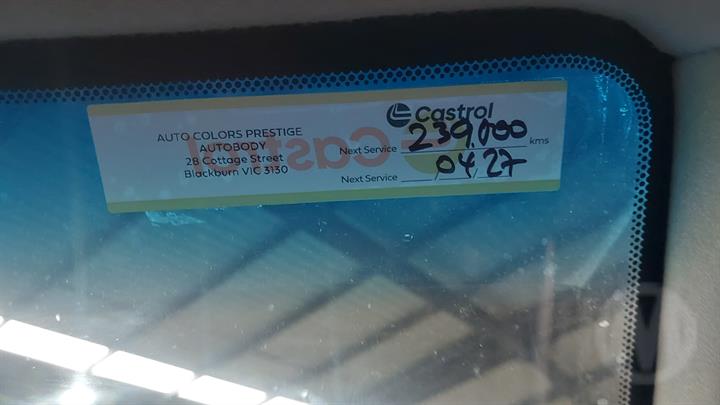 AUTO COLORS PRESTIGE
AUTOBODY
28 Cottage Street
Blackburn VIC 3130
Castrol
Next Service 239,000 kms
Next Service 04/27
Castrol